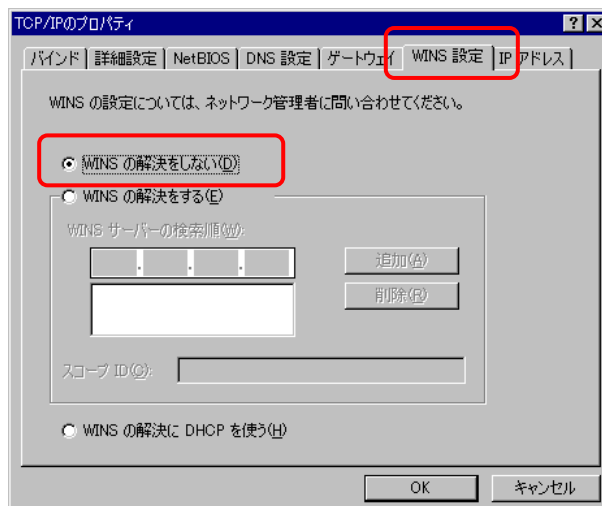 TCP/IPのプロパティ
バインド 詳細設定 NetBIOS DNS 設定 ゲートウェイ WINS 設定 IP アドレス
WINS の設定については、ネットワーク管理者に問い合わせてください。
WINS の解決をしない(D)
WINS の解決をする(E)
WINS サーバーの検索順(W):
追加(A)
削除(R)
スコープ ID(C):
WINS の解決に DHCP を使う(H)
OK キャンセル